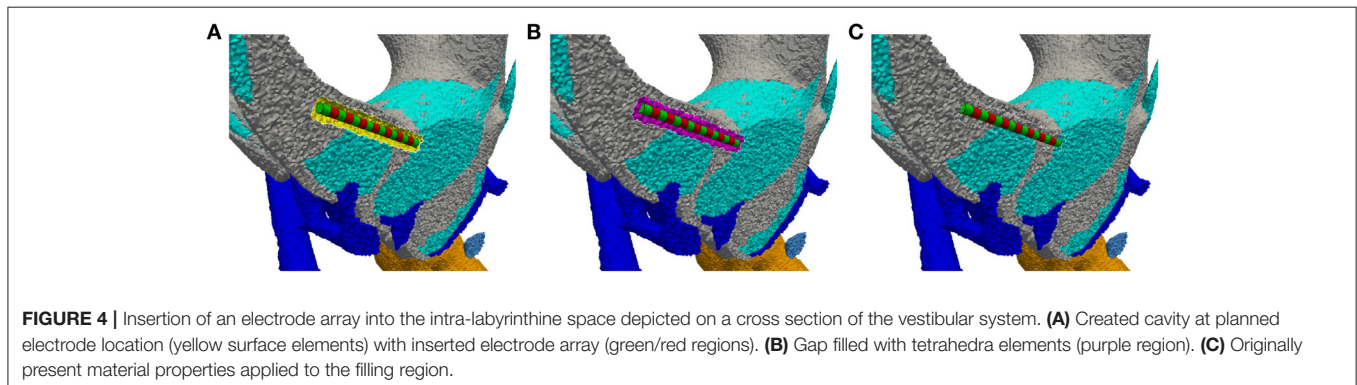 A
B
C
FIGURE 4 | Insertion of an electrode array into the intra-labyrinthine space depicted on a cross section of the vestibular system. (A) Created cavity at planned
electrode location (yellow surface elements) with inserted electrode array (green/red regions). (B) Gap filled with tetrahedra elements (purple region). (C) Originally
present material properties applied to the filling region.